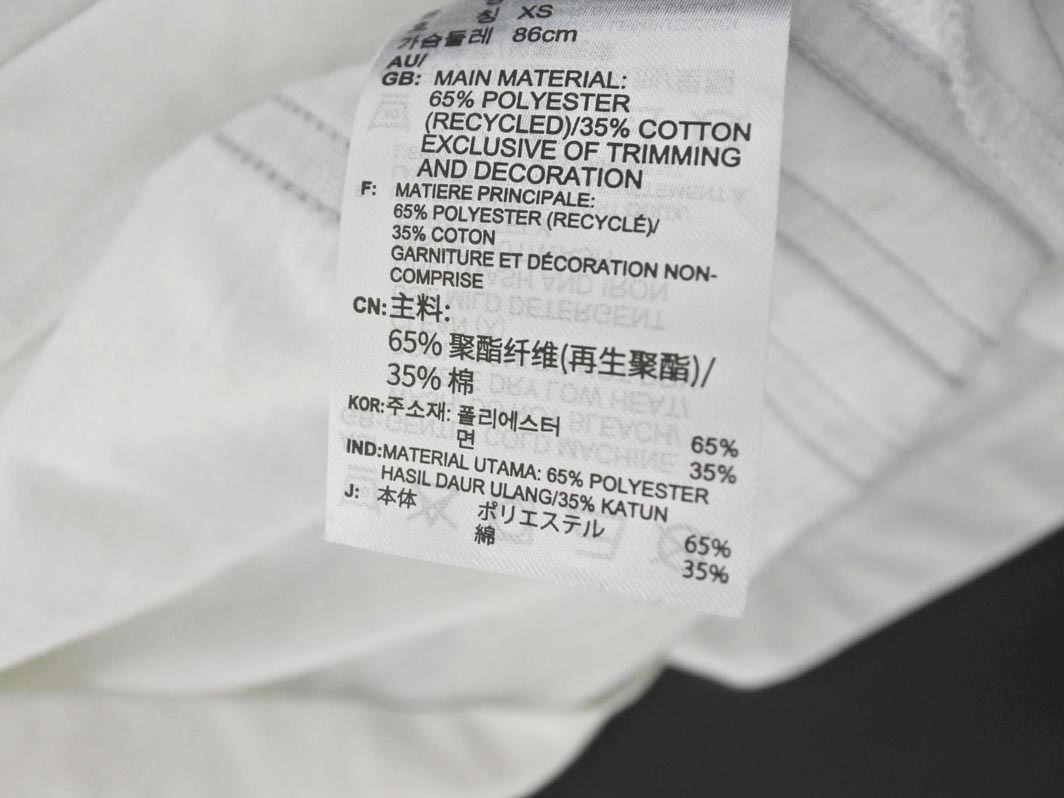 호 칭 XS
가슴둘레 86cm
AU/
GB: MAIN MATERIAL:
65% POLYESTER
(RECYCLED)/35% COTTON
EXCLUSIVE OF TRIMMING
AND DECORATION
F: MATIERE PRINCIPALE:
65% POLYESTER (RECYCLÉ)/
35% COTON
GARNITURE ET DÉCORATION NON-
COMPRISE
CN:主料:
65% 聚酯纤维(再生聚酯)/
35% 棉
KOR:주소재: 폴리에스터 65%
면 35%
IND:MATERIAL UTAMA: 65% POLYESTER
HASIL DAUR ULANG/35% KATUN
J: 本体 ポリエステル 65%
綿 35%